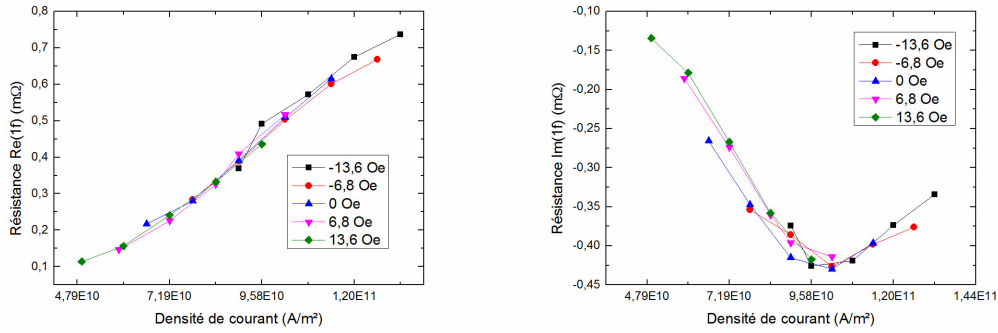 0,8
0,7
0,6
0,5
0,4
0,3
0,2
0,1
Résistance Re(1f) (mΩ)
-13,6 Oe
-6,8 Oe
0 Oe
6,8 Oe
13,6 Oe
4,79E10 7,19E10 9,58E10 1,20E11
Densité de courant (A/m²)
-0,10
-0,15
-0,20
-0,25
-0,30
-0,35
-0,40
-0,45
Résistance Im(1f) (mΩ)
-13,6 Oe
-6,8 Oe
0 Oe
6,8 Oe
13,6 Oe
4,79E10 7,19E10 9,58E10 1,20E11 1,44E11
Densité de courant (A/m²)